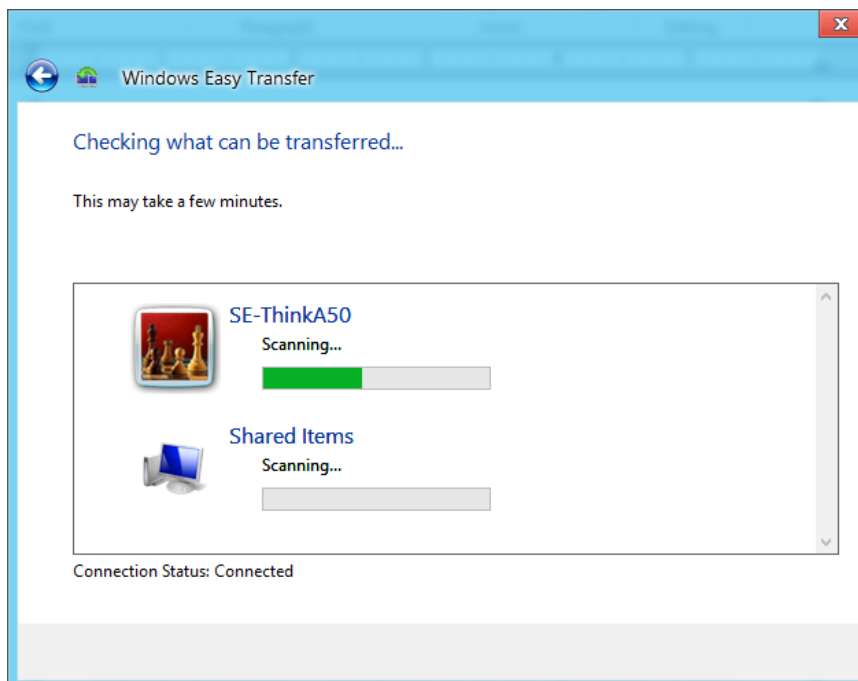 Windows Easy Transfer
Checking what can be transferred...
This may take a few minutes.
SE-ThinkA50
Scanning...
Shared Items
Scanning...
Connection Status: Connected